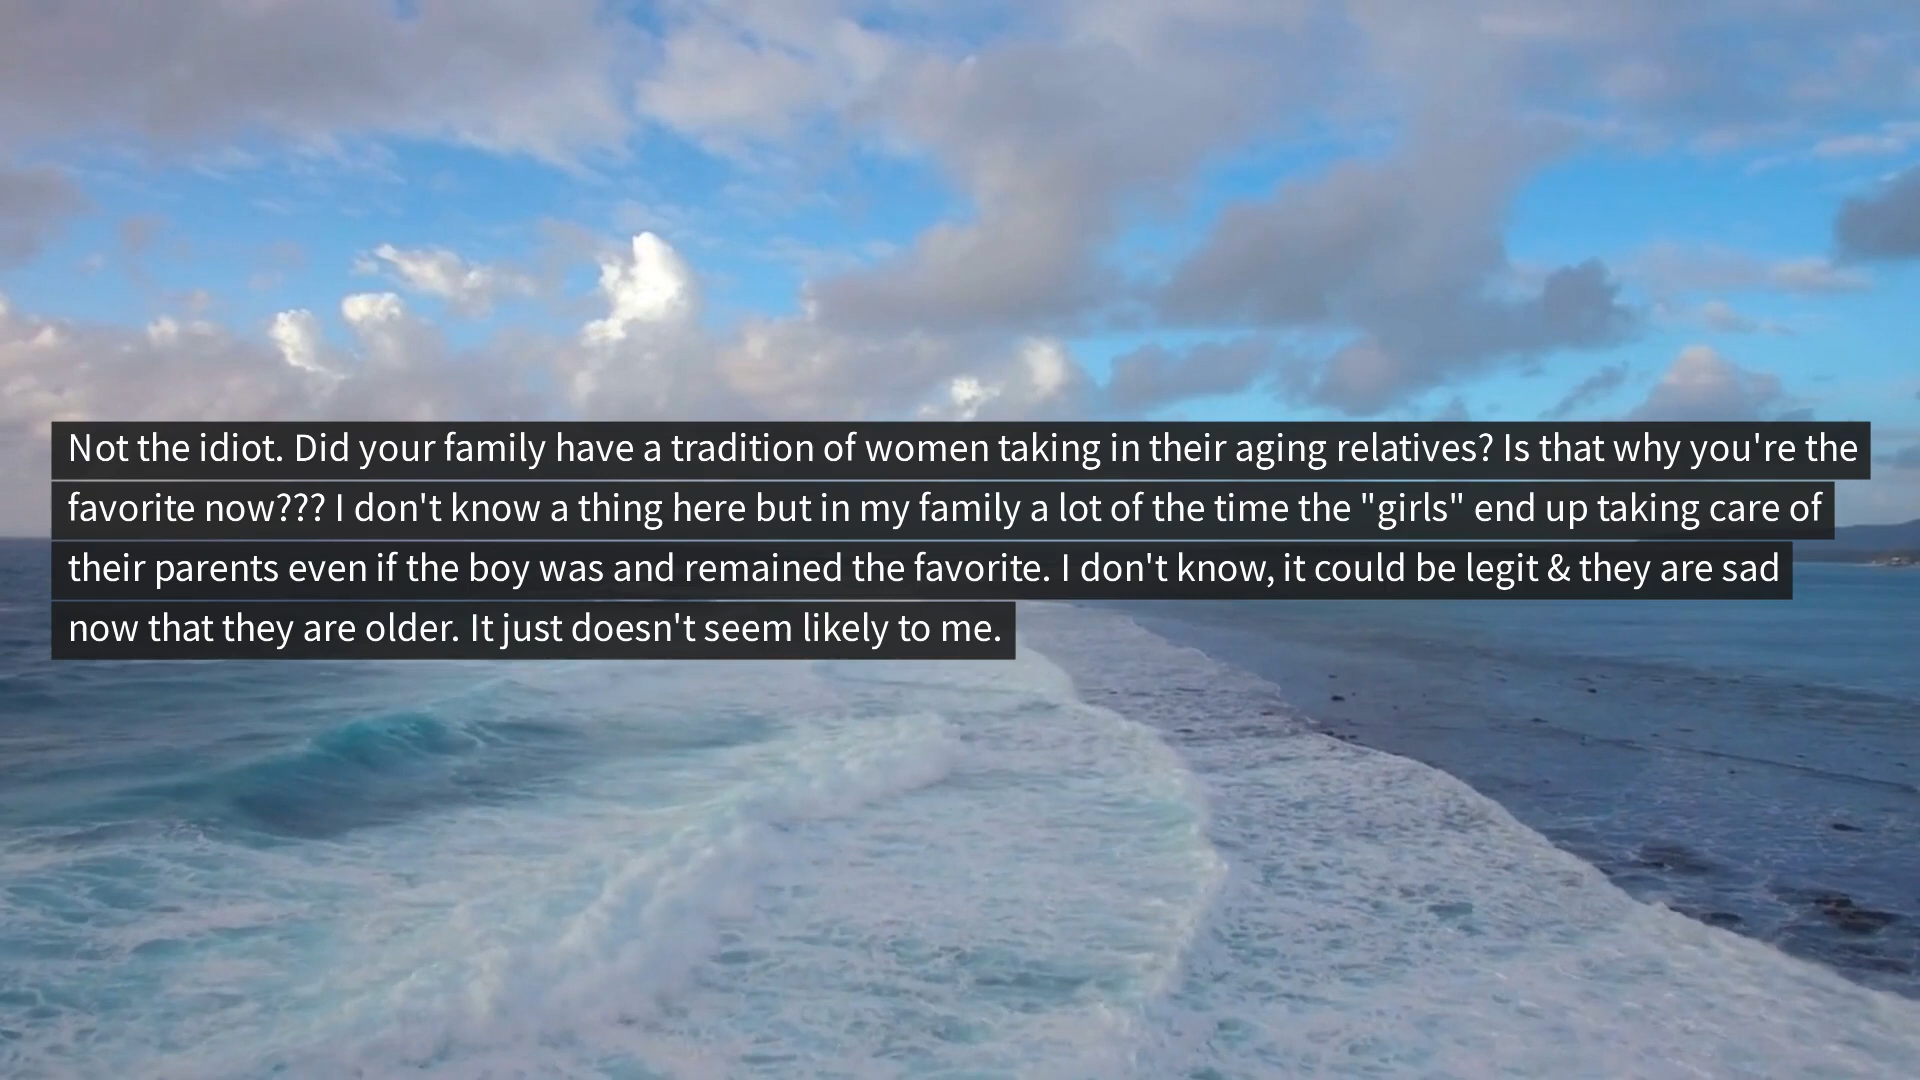 Not the idiot. Did your family have a tradition of women taking in their aging relatives? Is that why you're the
favorite now??? I don't know a thing here but in my family a lot of the time the "girls" end up taking care of
their parents even if the boy was and remained the favorite. I don't know, it could be legit & they are sad
now that they are older. It just doesn't seem likely to me.